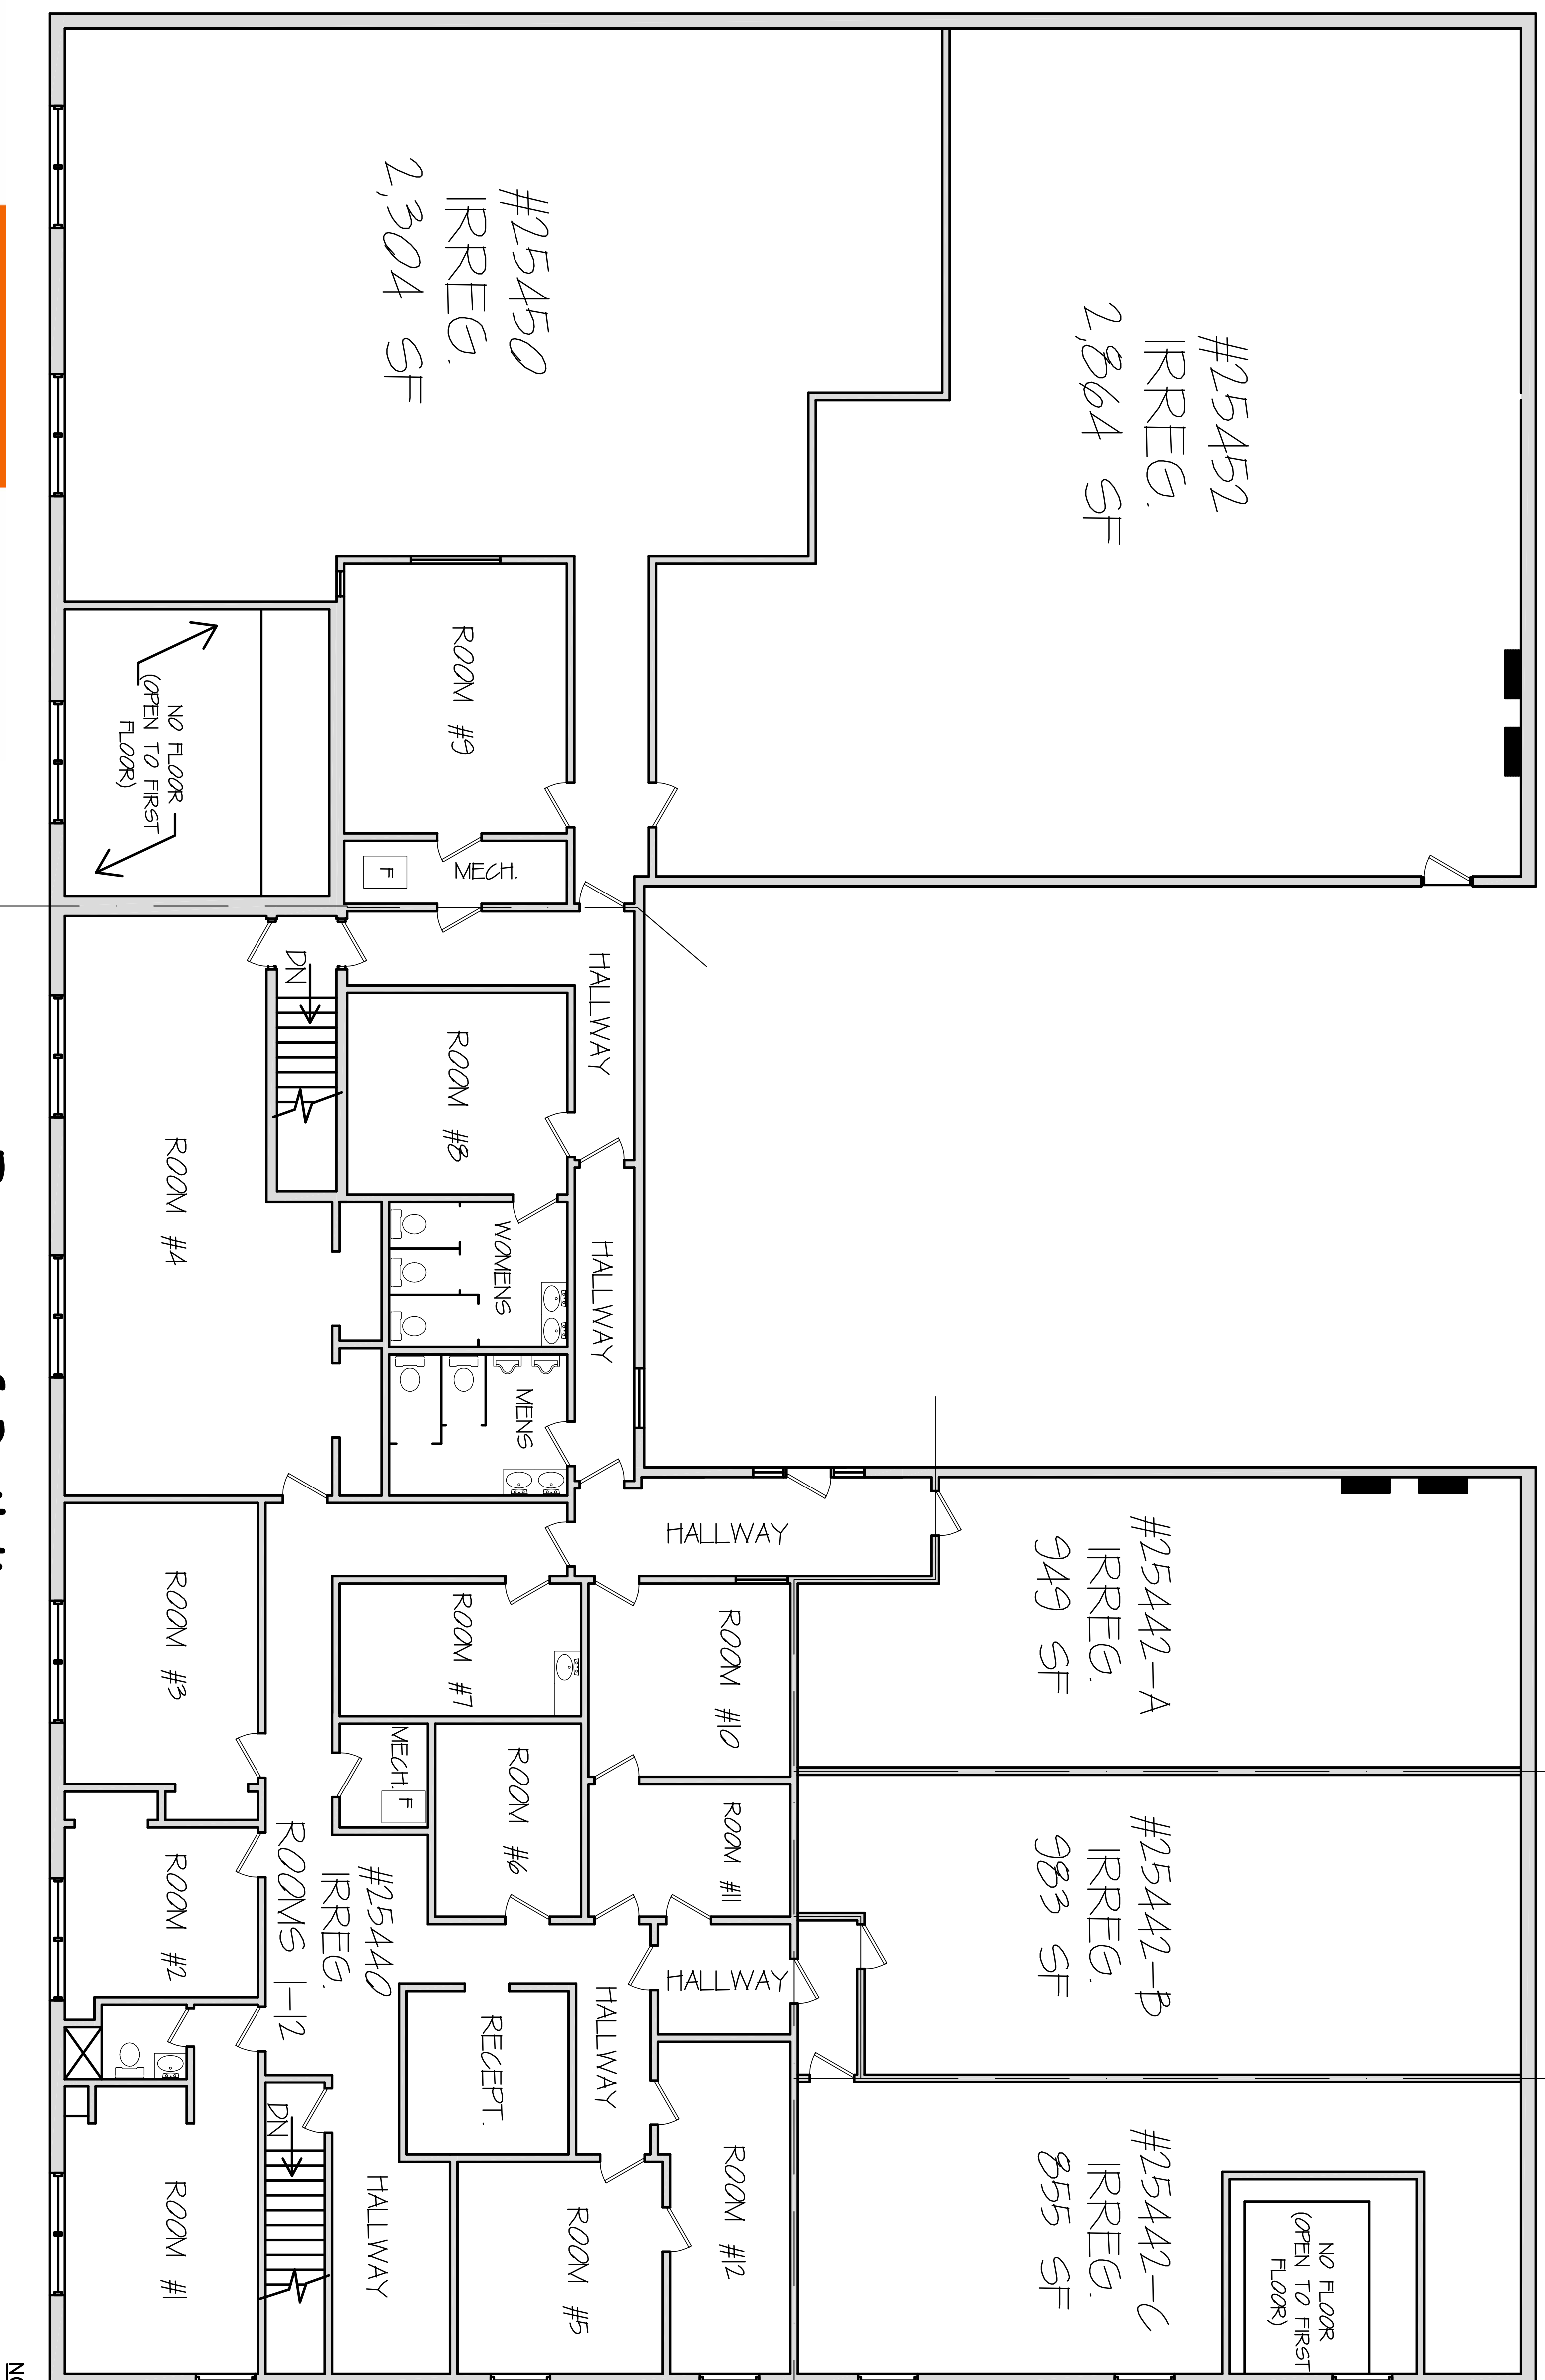 #25452
IRREG.
2,864 SF
#25450
IRREG.
2,304 SF
ROOM #9
NO FLOOR
(OPEN TO FIRST
FLOOR)
MECH.
F
HALLWAY
DN
ROOM #8
ROOM #4
WOMENS
HALLWAY
MENS
HALLWAY
#25442-A
IRREG.
949 SF
ROOM #3
ROOM #7
ROOM #10
MECH.
F
ROOM #6
ROOM #11
#25442-B
IRREG.
983 SF
ROOM #2
#25440
IRREG.
ROOMS 1-12
HALLWAY
HALLWAY
RECEPT.
DN
ROOM #1
HALLWAY
ROOM #5
ROOM #12
#25442-C
IRREG.
855 SF
NO FLOOR
(OPEN TO FIRST
FLOOR)